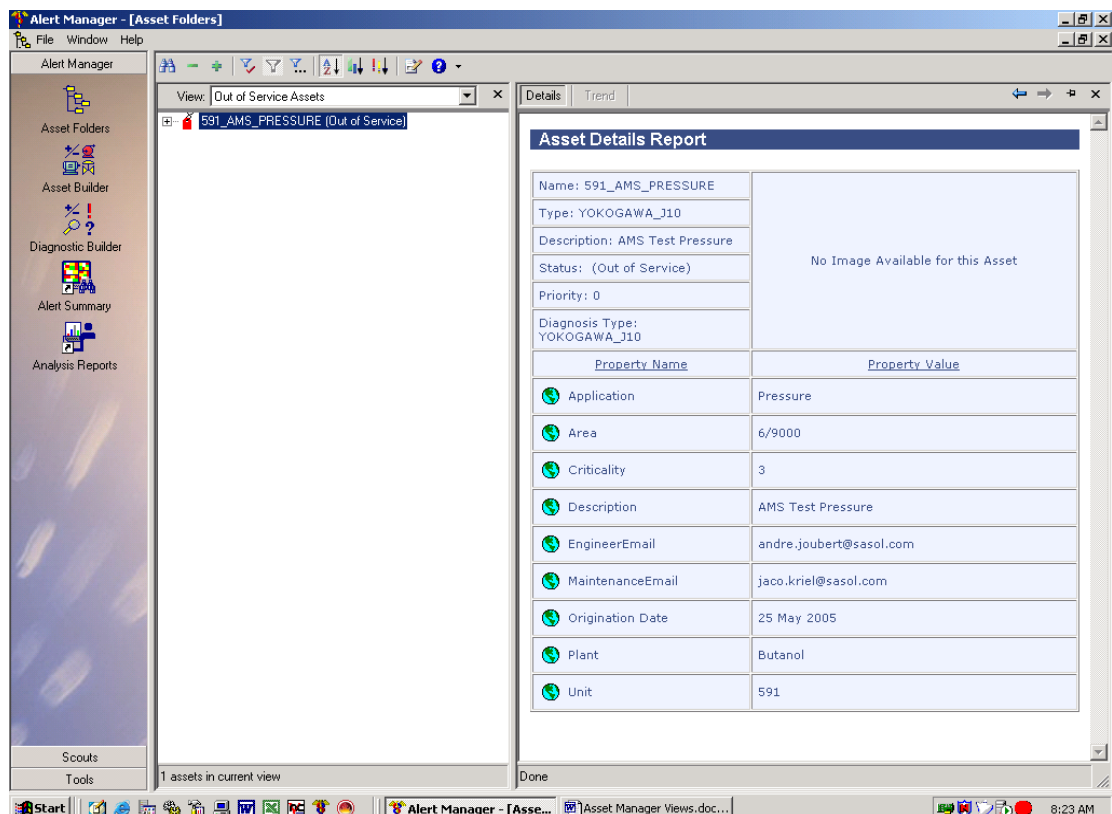 Alert Manager - [Asset Folders]
File Window Help
Alert Manager
Asset Folders
Asset Builder
Diagnostic Builder
Alert Summary
Analysis Reports
Scouts
Tools
View: Out of Service Assets
591_AMS_PRESSURE (Out of Service)
1 assets in current view
Details Trend
Asset Details Report
Name: 591_AMS_PRESSURE
Type: YOKOGAWA_J10
Description: AMS Test Pressure
Status: (Out of Service)
Priority: 0
Diagnosis Type:
YOKOGAWA_J10
No Image Available for this Asset
Property Name Property Value
Application Pressure
Area 6/9000
Criticality 3
Description AMS Test Pressure
EngineerEmail andre.joubert@sasol.com
MaintenanceEmail jaco.kriel@sasol.com
Origination Date 25 May 2005
Plant Butanol
Unit 591
Done
Start Alert Manager - [Asse... Asset Manager Views.doc... 8:23 AM